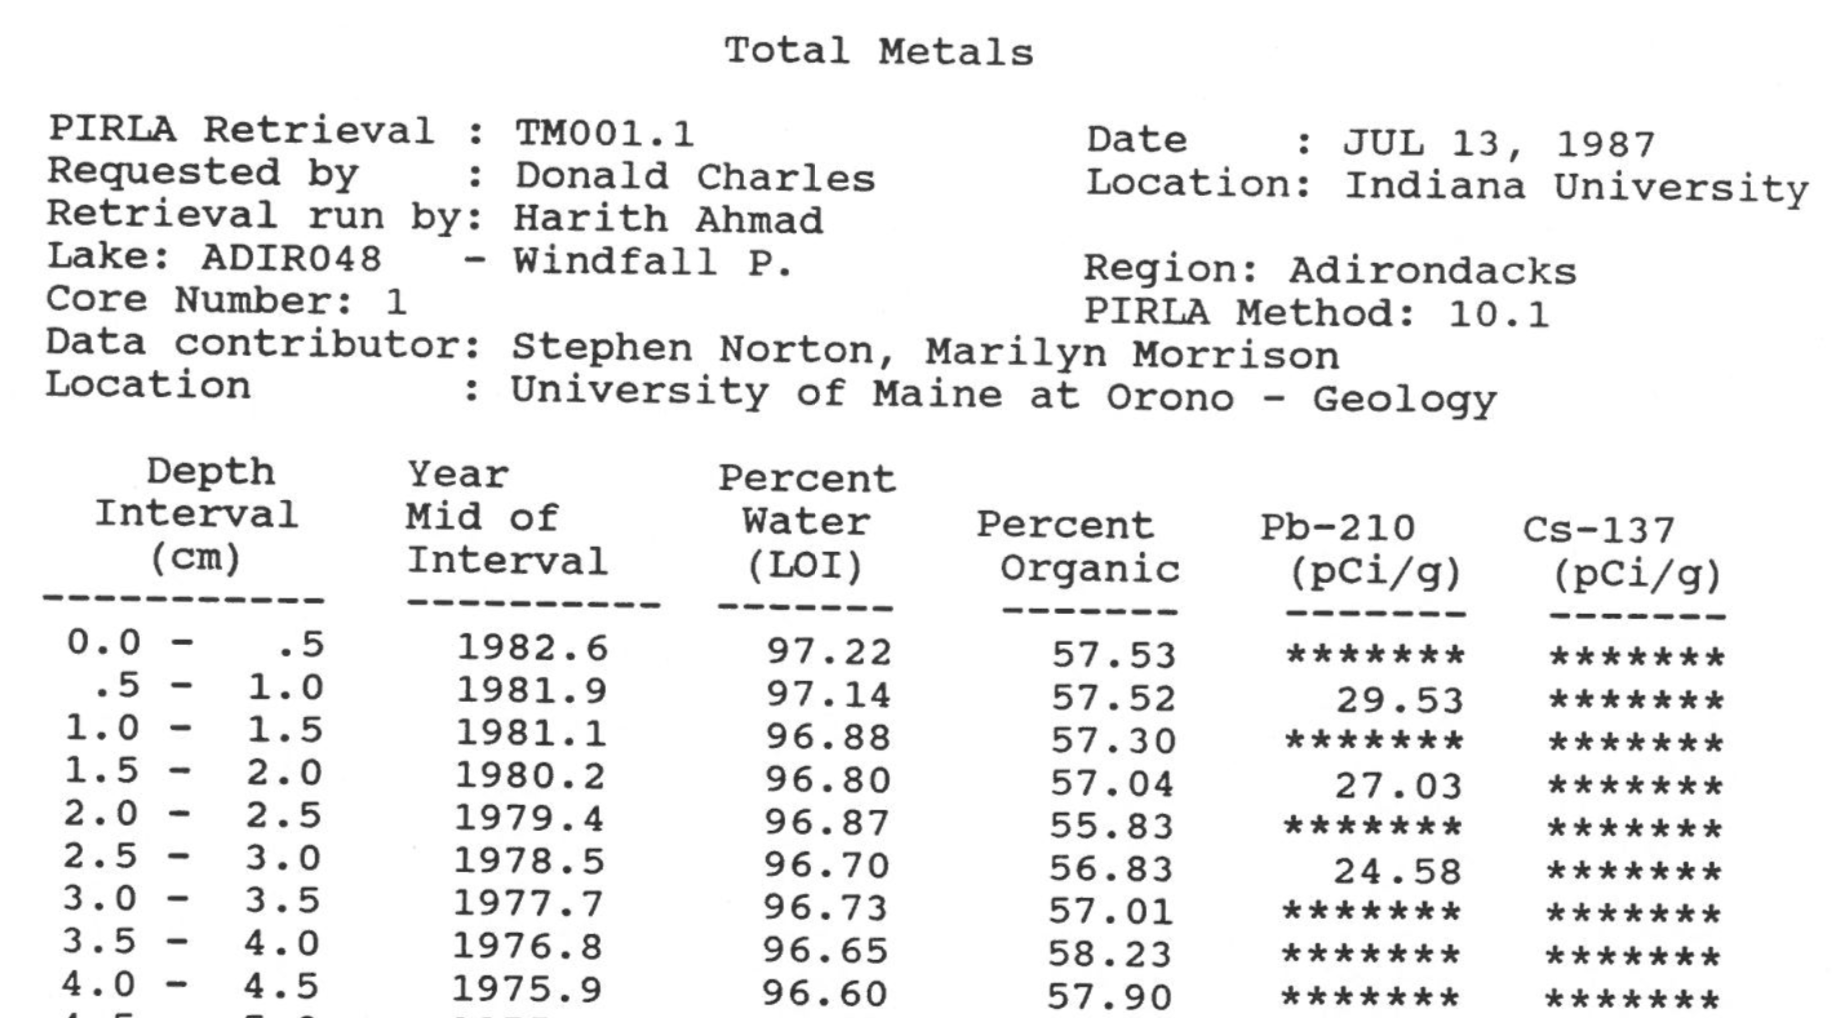 Total Metals
PIRLA Retrieval : TM001.1 Date : JUL 13, 1987
Requested by : Donald Charles Location: Indiana University
Retrieval run by: Harith Ahmad
Lake: ADIR048 - Windfall P. Region: Adirondacks
Core Number: 1 PIRLA Method: 10.1
Data contributor: Stephen Norton, Marilyn Morrison
Location : University of Maine at Orono - Geology
Depth Year Percent
Interval Mid of Water Percent Pb-210 Cs-137
(cm) Interval (LOI) Organic (pCi/g) (pCi/g)
----------- ---------- ------- ------- ------- -------
0.0 - .5 1982.6 97.22 57.53 ******* *******
.5 - 1.0 1981.9 97.14 57.52 29.53 *******
1.0 - 1.5 1981.1 96.88 57.30 ******* *******
1.5 - 2.0 1980.2 96.80 57.04 27.03 *******
2.0 - 2.5 1979.4 96.87 55.83 ******* *******
2.5 - 3.0 1978.5 96.70 56.83 24.58 *******
3.0 - 3.5 1977.7 96.73 57.01 ******* *******
3.5 - 4.0 1976.8 96.65 58.23 ******* *******
4.0 - 4.5 1975.9 96.60 57.90 ******* *******